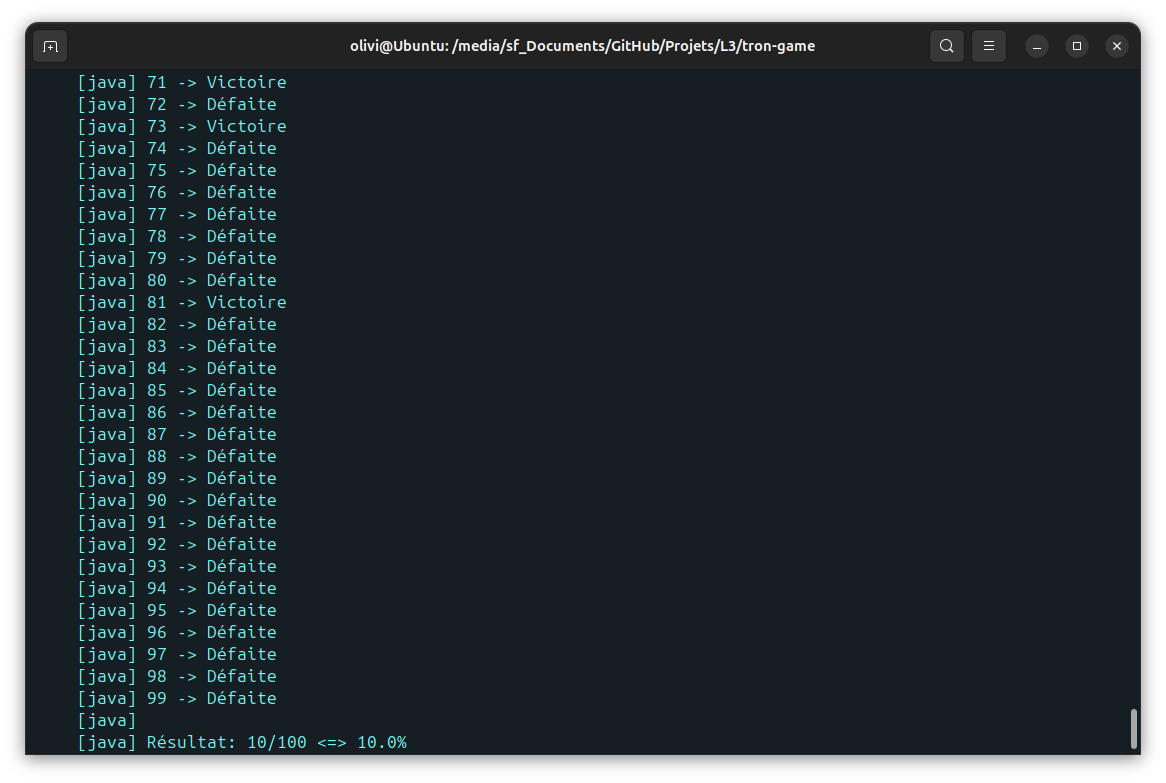 olivi@Ubuntu: /media/sf_Documents/GitHub/Projets/L3/tron-game
[java] 71 -> Victoire
[java] 72 -> Défaite
[java] 73 -> Victoire
[java] 74 -> Défaite
[java] 75 -> Défaite
[java] 76 -> Défaite
[java] 77 -> Défaite
[java] 78 -> Défaite
[java] 79 -> Défaite
[java] 80 -> Défaite
[java] 81 -> Victoire
[java] 82 -> Défaite
[java] 83 -> Défaite
[java] 84 -> Défaite
[java] 85 -> Défaite
[java] 86 -> Défaite
[java] 87 -> Défaite
[java] 88 -> Défaite
[java] 89 -> Défaite
[java] 90 -> Défaite
[java] 91 -> Défaite
[java] 92 -> Défaite
[java] 93 -> Défaite
[java] 94 -> Défaite
[java] 95 -> Défaite
[java] 96 -> Défaite
[java] 97 -> Défaite
[java] 98 -> Défaite
[java] 99 -> Défaite
[java]
[java] Résultat: 10/100 <=> 10.0%